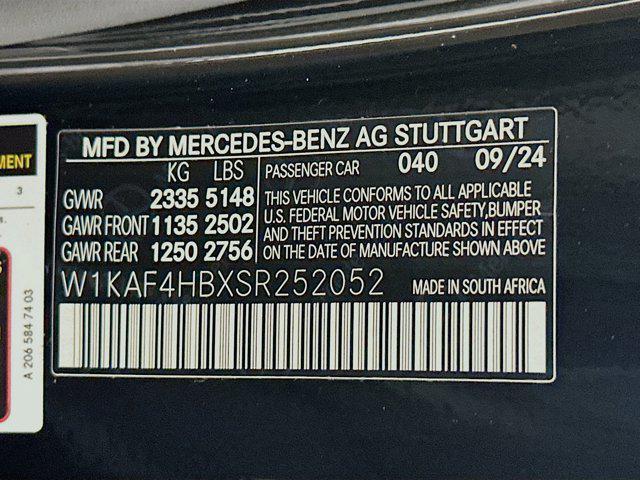 MFD BY MERCEDES-BENZ AG STUTTGART
KG LBS
GVWR 2335 5148
GAWR FRONT 1135 2502
GAWR REAR 1250 2756
PASSENGER CAR 040 09/24
THIS VEHICLE CONFORMS TO ALL APPLICABLE
U.S. FEDERAL MOTOR VEHICLE SAFETY,BUMPER
AND THEFT PREVENTION STANDARDS IN EFFECT
ON THE DATE OF MANUFACTURE SHOWN ABOVE
W1KAF4HBXSR252052 MADE IN SOUTH AFRICA
MENT
3
A 206 584 74 03